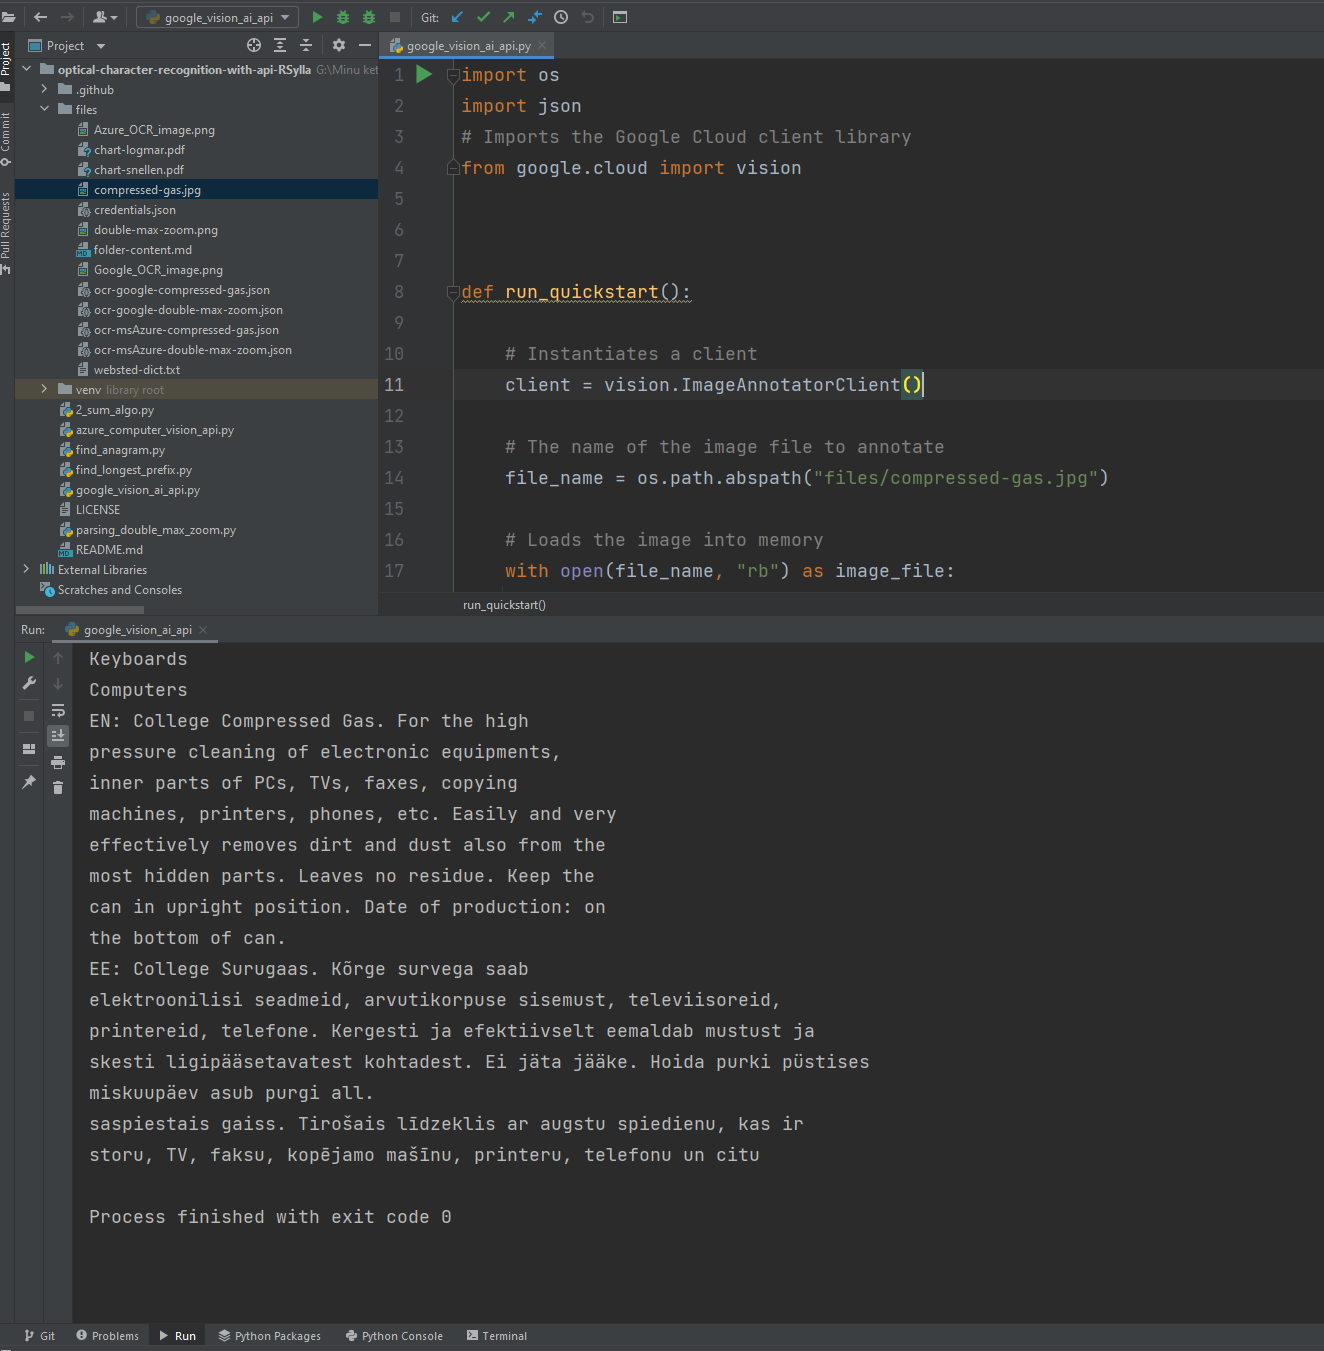 google_vision_ai_api
Git:
Project
google_vision_ai_api.py
Project
Commit
Pull Requests
optical-character-recognition-with-api-RSylla G:\Minu ket
.github
files
Azure_OCR_image.png
chart-logmar.pdf
chart-snellen.pdf
compressed-gas.jpg
credentials.json
double-max-zoom.png
folder-content.md
Google_OCR_image.png
ocr-google-compressed-gas.json
ocr-google-double-max-zoom.json
ocr-msAzure-compressed-gas.json
ocr-msAzure-double-max-zoom.json
websted-dict.txt
venv library root
2_sum_algo.py
azure_computer_vision_api.py
find_anagram.py
find_longest_prefix.py
google_vision_ai_api.py
LICENSE
parsing_double_max_zoom.py
README.md
External Libraries
Scratches and Consoles
1 import os
2 import json
3 # Imports the Google Cloud client library
4 from google.cloud import vision
5
6
7
8 def run_quickstart():
9
10 # Instantiates a client
11 client = vision.ImageAnnotatorClient()
12
13 # The name of the image file to annotate
14 file_name = os.path.abspath("files/compressed-gas.jpg")
15
16 # Loads the image into memory
17 with open(file_name, "rb") as image_file:
run_quickstart()
Run: google_vision_ai_api
Keyboards
Computers
EN: College Compressed Gas. For the high
pressure cleaning of electronic equipments,
inner parts of PCs, TVs, faxes, copying
machines, printers, phones, etc. Easily and very
effectively removes dirt and dust also from the
most hidden parts. Leaves no residue. Keep the
can in upright position. Date of production: on
the bottom of can.
EE: College Surugaas. Kõrge survega saab
elektroonilisi seadmeid, arvutikorpuse sisemust, televiisoreid,
printereid, telefone. Kergesti ja efektiivselt eemaldab mustust ja
skesti ligipääsetavatest kohtadest. Ei jäta jääke. Hoida purki püstises
miskuupäev asub purgi all.
saspiestais gaiss. Tirošais līdzeklis ar augstu spiedienu, kas ir
storu, TV, faksu, kopējamo mašīnu, printeru, telefonu un citu
Process finished with exit code 0
Git
Problems
Run
Python Packages
Python Console
Terminal